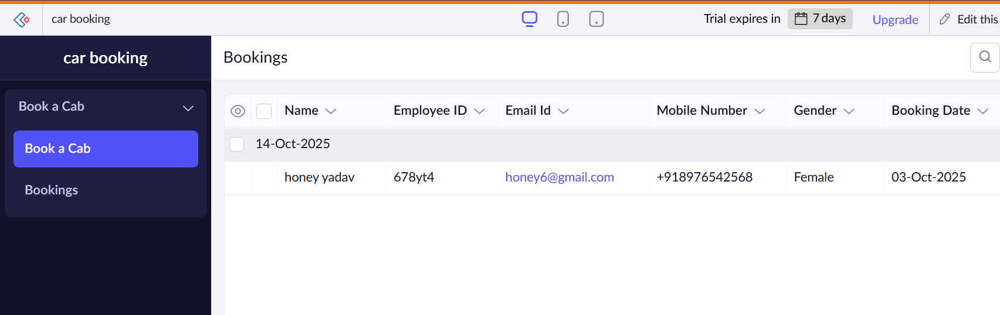 car booking
Trial expires in 7 days Upgrade Edit this
car booking
Bookings
Book a Cab
Book a Cab
Bookings
Name Employee ID Email Id Mobile Number Gender Booking Date
14-Oct-2025
honey yadav 678yt4 honey6@gmail.com +918976542568 Female 03-Oct-2025